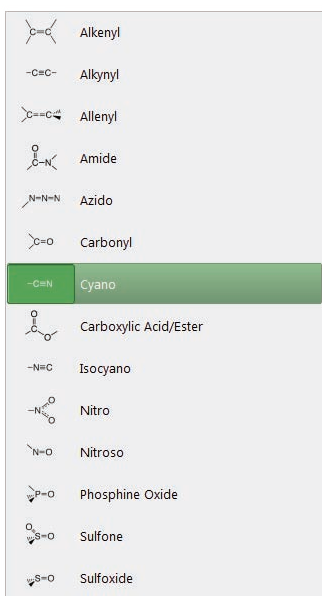 C=C Alkenyl
-C≡C- Alkynyl
C==C Allenyl
O C-N Amide
N=N=N Azido
C=O Carbonyl
-C≡N Cyano
O C O Carboxylic Acid/Ester
-N≡C Isocyano
-N O O Nitro
N=O Nitroso
P=O Phosphine Oxide
O S=O Sulfone
S=O Sulfoxide